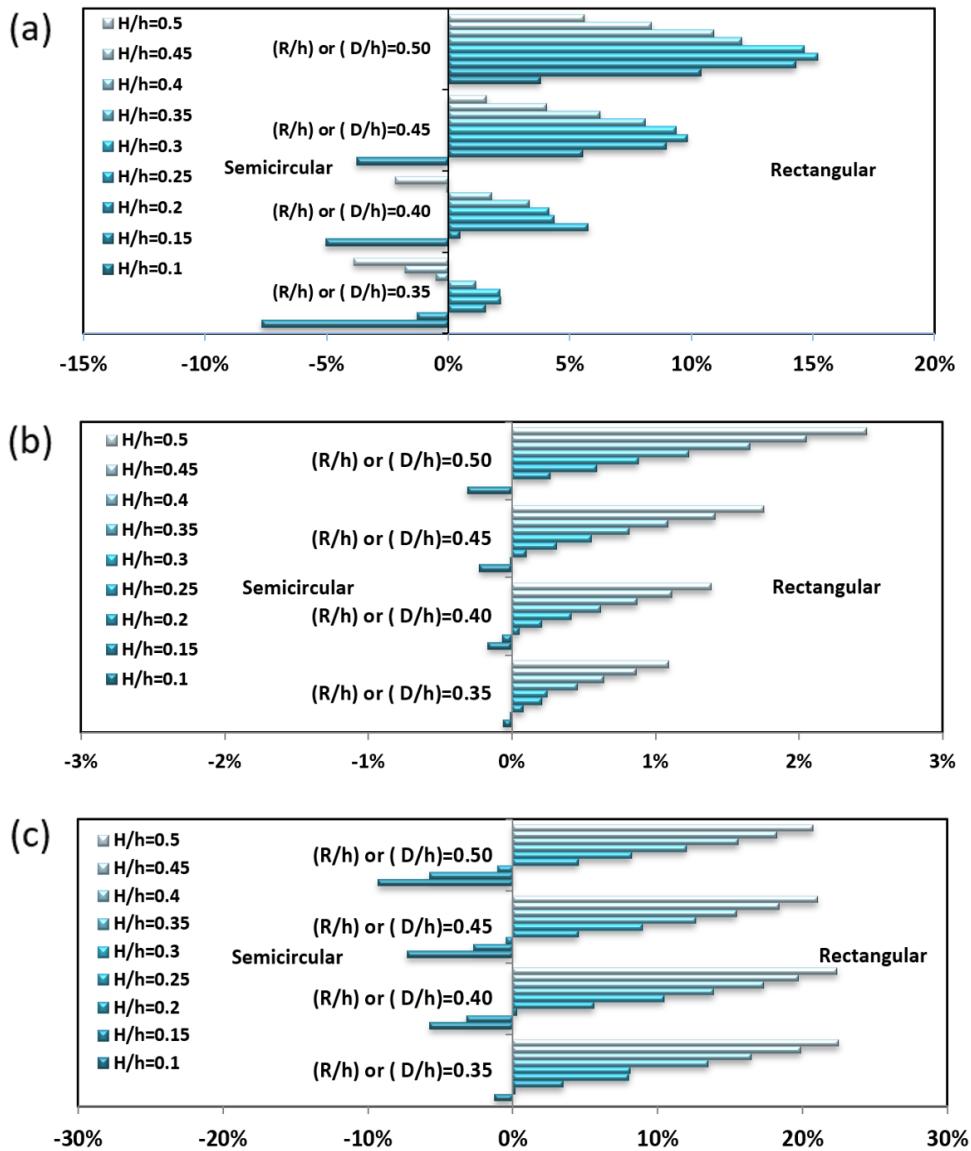 (a)
H/h=0.5
H/h=0.45
H/h=0.4
H/h=0.35
H/h=0.3
H/h=0.25
H/h=0.2
H/h=0.15
H/h=0.1
(R/h) or ( D/h)=0.50
(R/h) or ( D/h)=0.45
Semicircular
Rectangular
(R/h) or ( D/h)=0.40
(R/h) or ( D/h)=0.35
-15% -10% -5% 0% 5% 10% 15% 20%
(b)
H/h=0.5
H/h=0.45
H/h=0.4
H/h=0.35
H/h=0.3
H/h=0.25
H/h=0.2
H/h=0.15
H/h=0.1
(R/h) or ( D/h)=0.50
(R/h) or ( D/h)=0.45
Semicircular
Rectangular
(R/h) or ( D/h)=0.40
(R/h) or ( D/h)=0.35
-3% -2% -1% 0% 1% 2% 3%
(c)
H/h=0.5
H/h=0.45
H/h=0.4
H/h=0.35
H/h=0.3
H/h=0.25
H/h=0.2
H/h=0.15
H/h=0.1
(R/h) or ( D/h)=0.50
(R/h) or ( D/h)=0.45
Semicircular
Rectangular
(R/h) or ( D/h)=0.40
(R/h) or ( D/h)=0.35
-30% -20% -10% 0% 10% 20% 30%